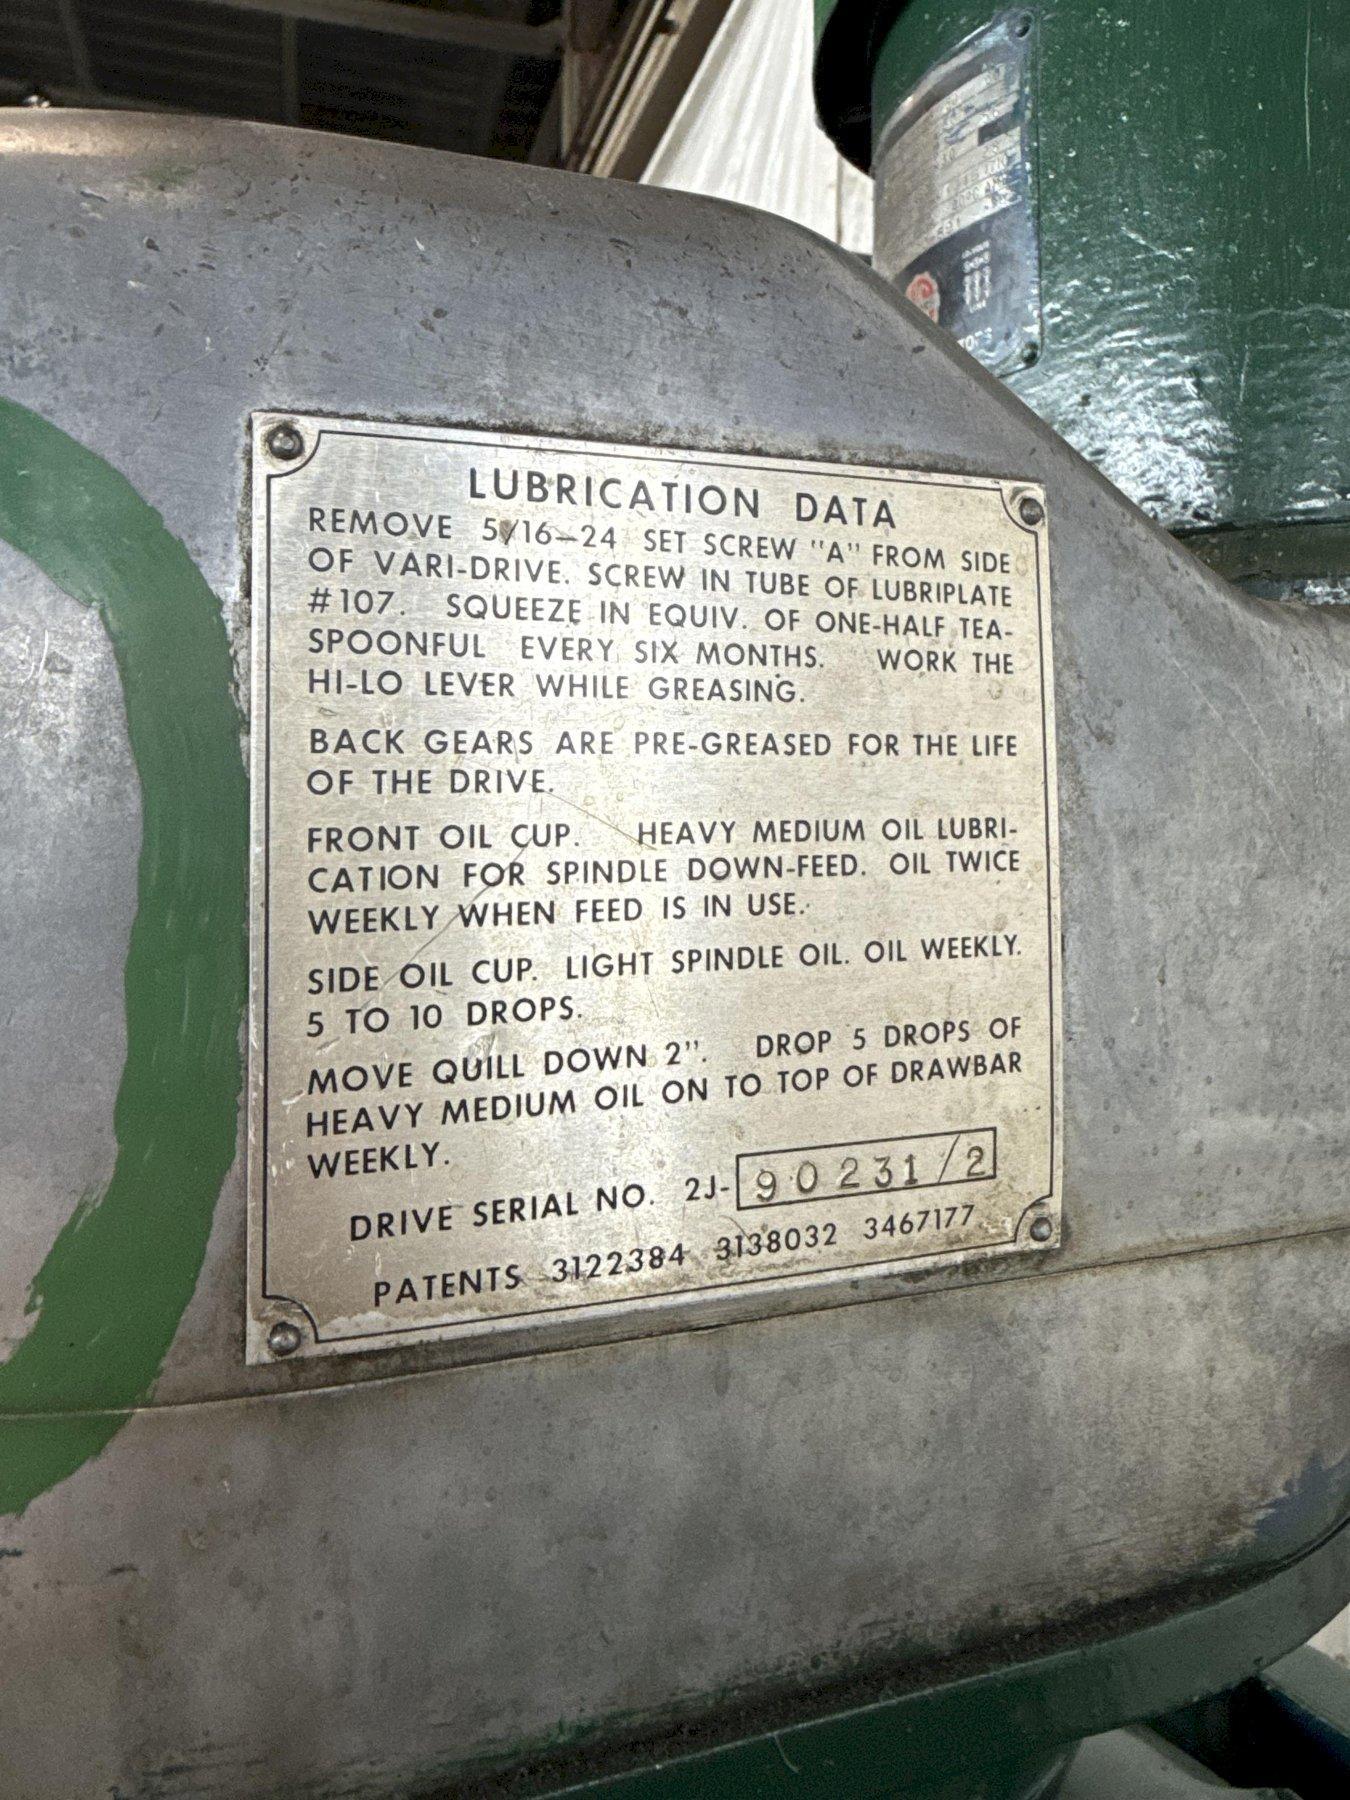 LUBRICATION DATA
REMOVE 5/16-24 SET SCREW "A" FROM SIDE
OF VARI-DRIVE. SCREW IN TUBE OF LUBRIPLATE
#107. SQUEEZE IN EQUIV. OF ONE-HALF TEA-
SPOONFUL EVERY SIX MONTHS. WORK THE
HI-LO LEVER WHILE GREASING.
BACK GEARS ARE PRE-GREASED FOR THE LIFE
OF THE DRIVE.
FRONT OIL CUP. HEAVY MEDIUM OIL LUBRI-
CATION FOR SPINDLE DOWN-FEED. OIL TWICE
WEEKLY WHEN FEED IS IN USE.
SIDE OIL CUP. LIGHT SPINDLE OIL. OIL WEEKLY.
5 TO 10 DROPS.
MOVE QUILL DOWN 2". DROP 5 DROPS OF
HEAVY MEDIUM OIL ON TO TOP OF DRAWBAR
WEEKLY.
DRIVE SERIAL NO. 2J-90231/2
PATENTS 3122384 3138032 3467177